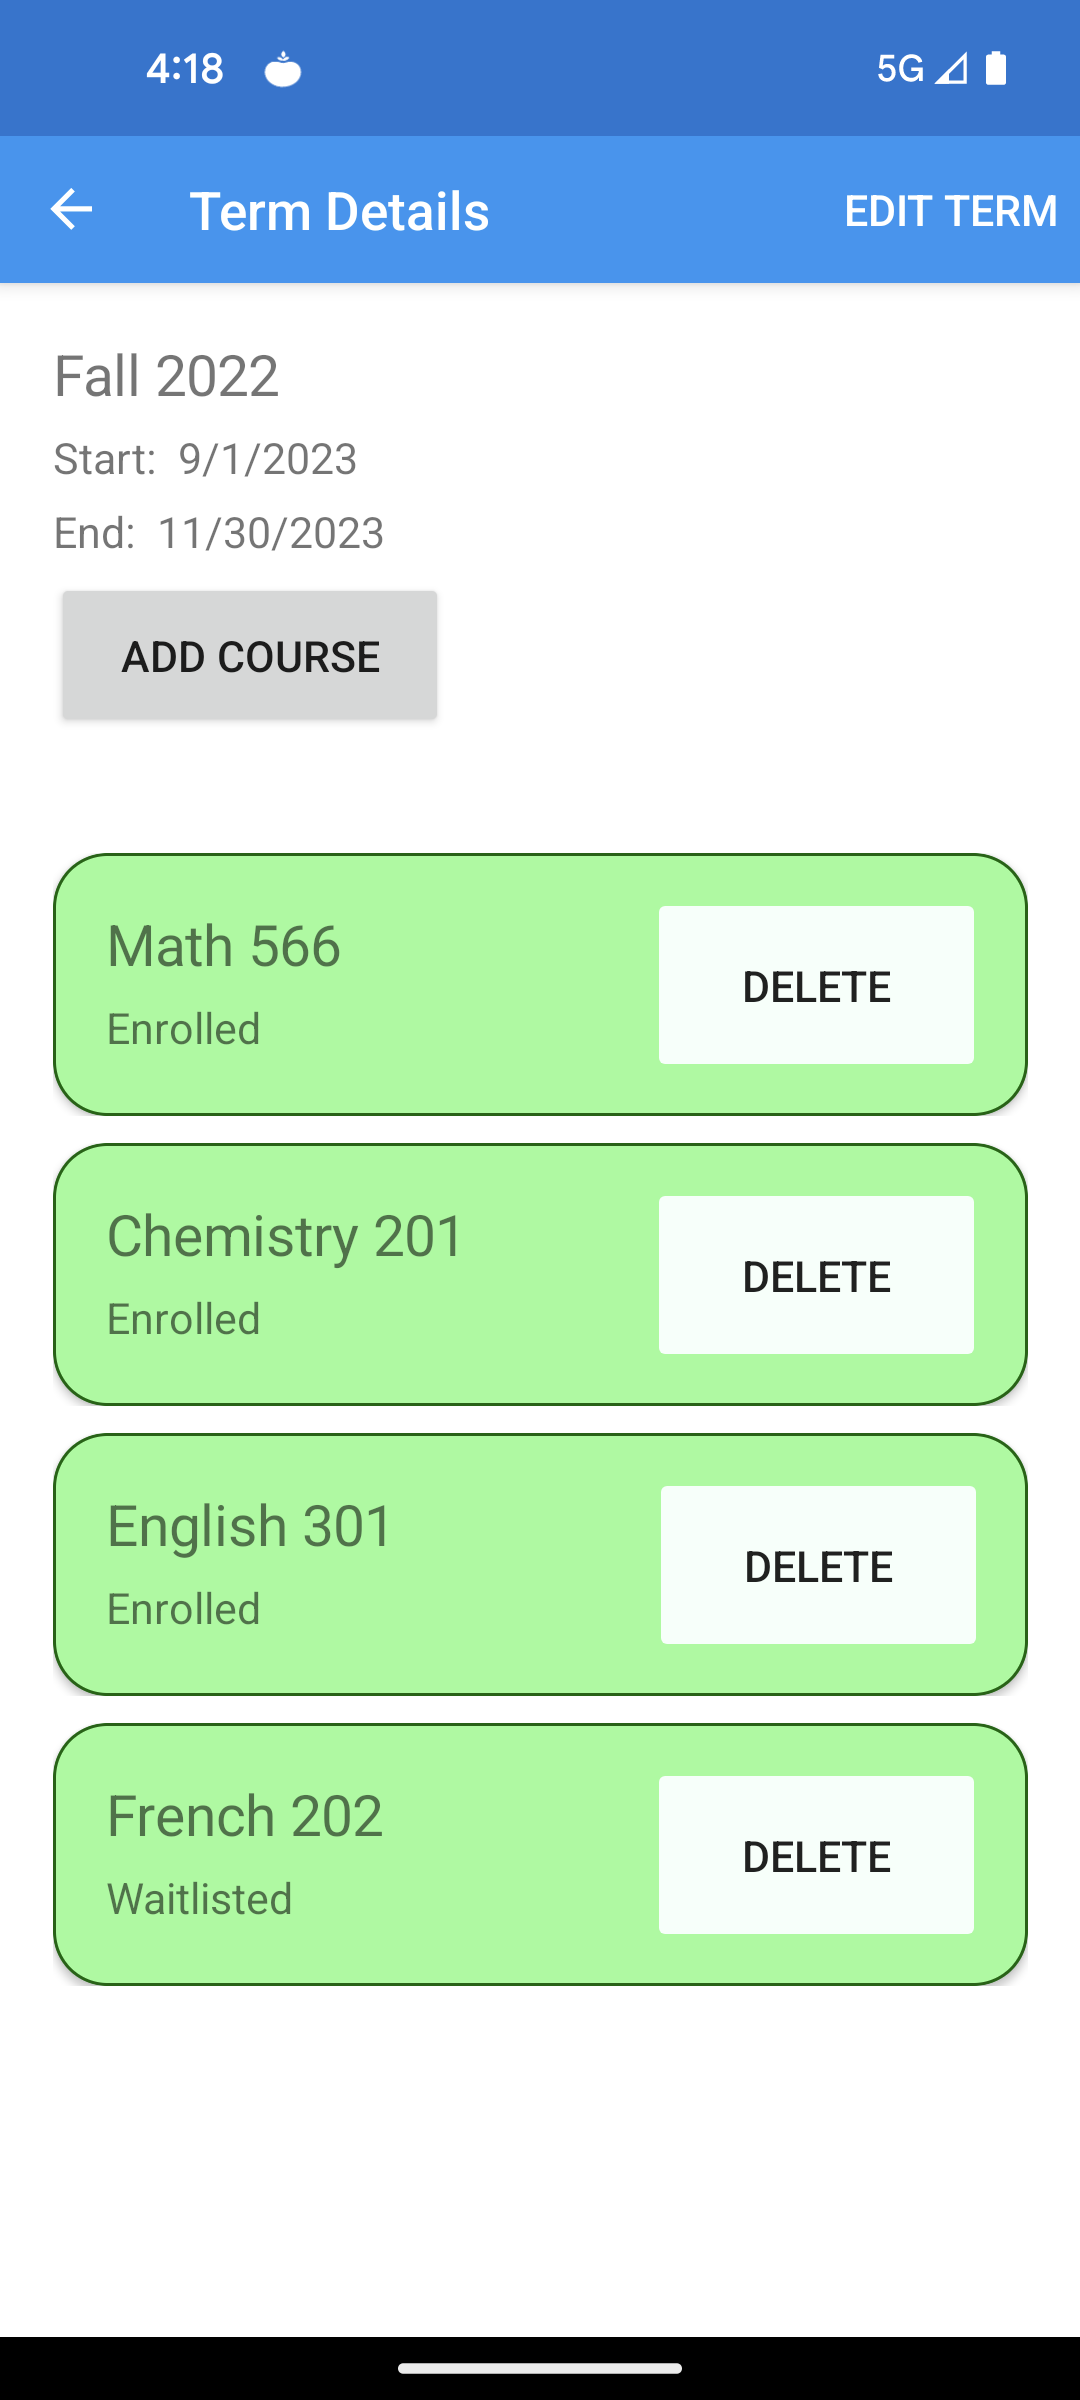 4:18
5G
Term Details
EDIT TERM
Fall 2022
Start: 9/1/2023
End: 11/30/2023
ADD COURSE
Math 566
Enrolled
DELETE
Chemistry 201
Enrolled
DELETE
English 301
Enrolled
DELETE
French 202
Waitlisted
DELETE